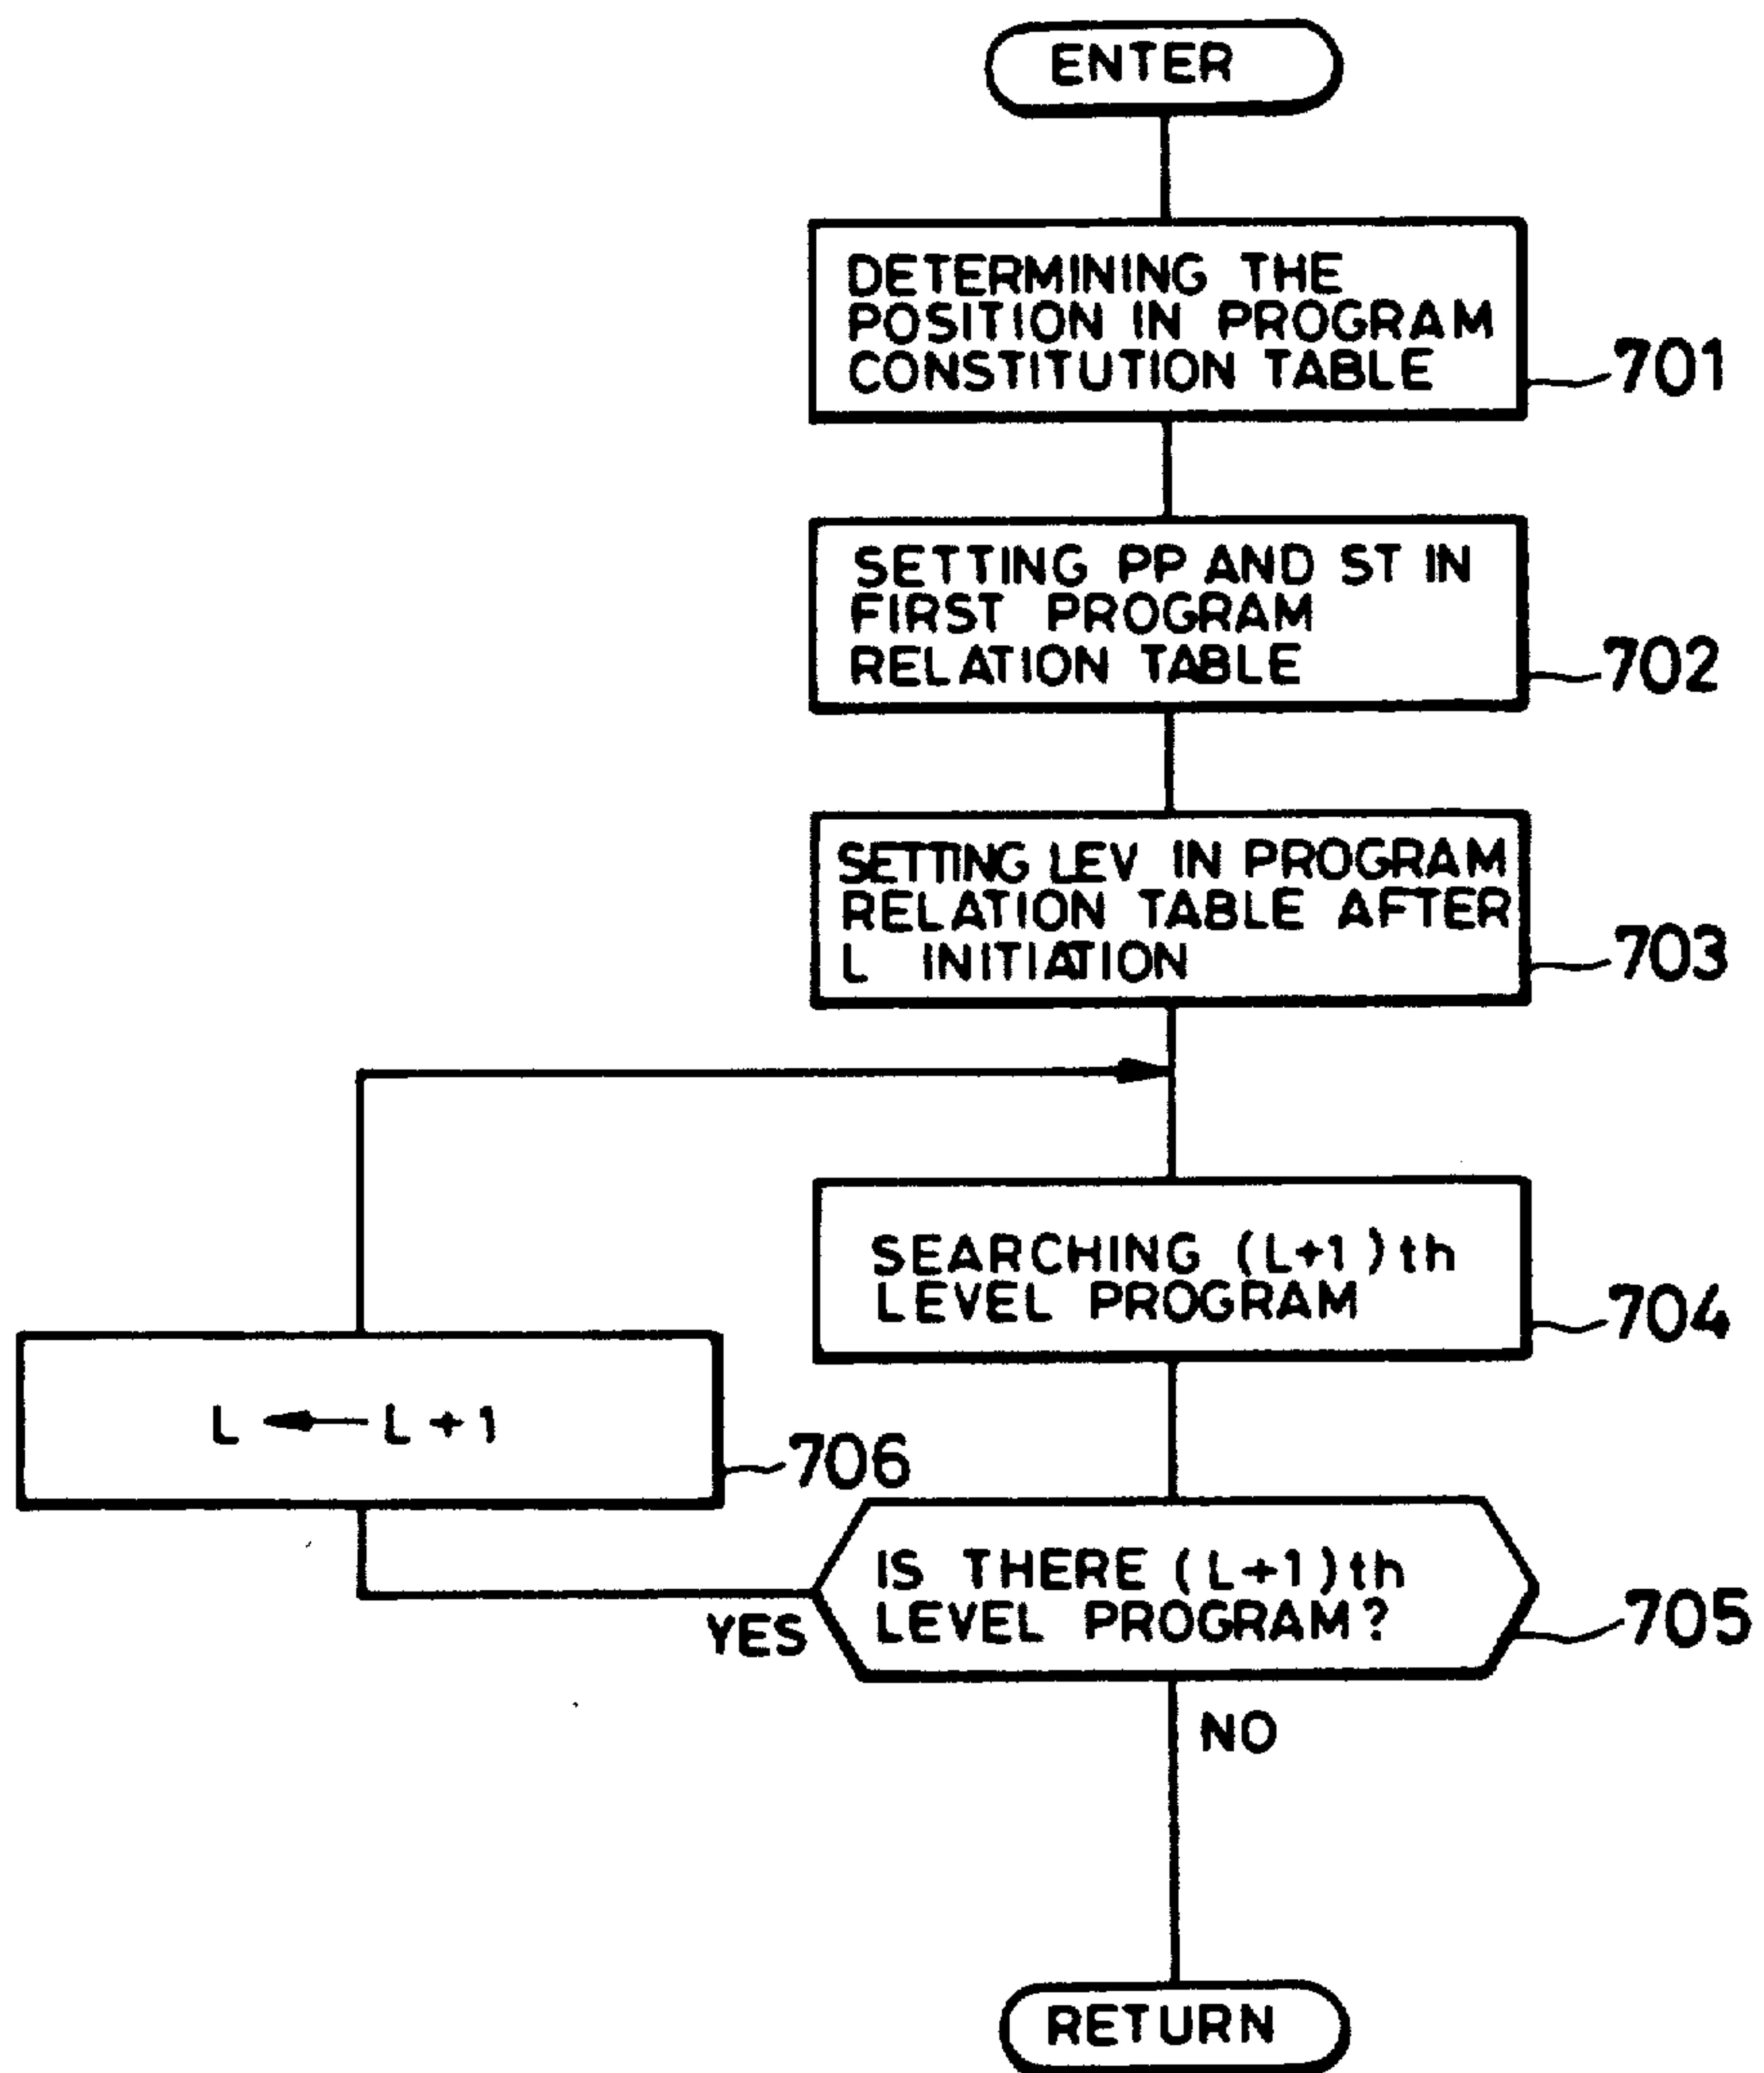 ENTER
DETERMINING THE
POSITION IN PROGRAM
CONSTITUTION TABLE
701
SETTING PP AND ST IN
FIRST PROGRAM
RELATION TABLE
702
SETTING LEV IN PROGRAM
RELATION TABLE AFTER
L INITIATION
703
SEARCHING (L+1)th
LEVEL PROGRAM
704
L ← L+1
706
IS THERE (L+1)th
LEVEL PROGRAM?
705
YES
NO
RETURN